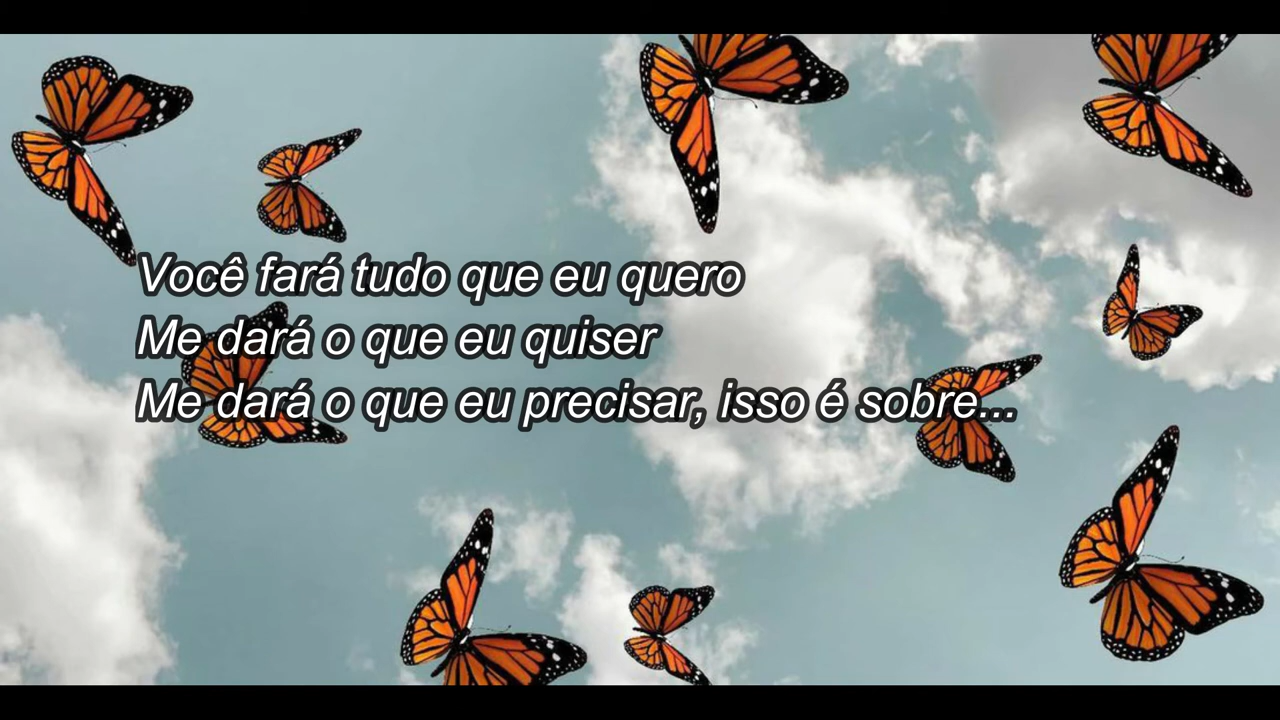 Você fará tudo que eu quero
Me dará o que eu quiser
Me dará o que eu precisar, isso é sobre...